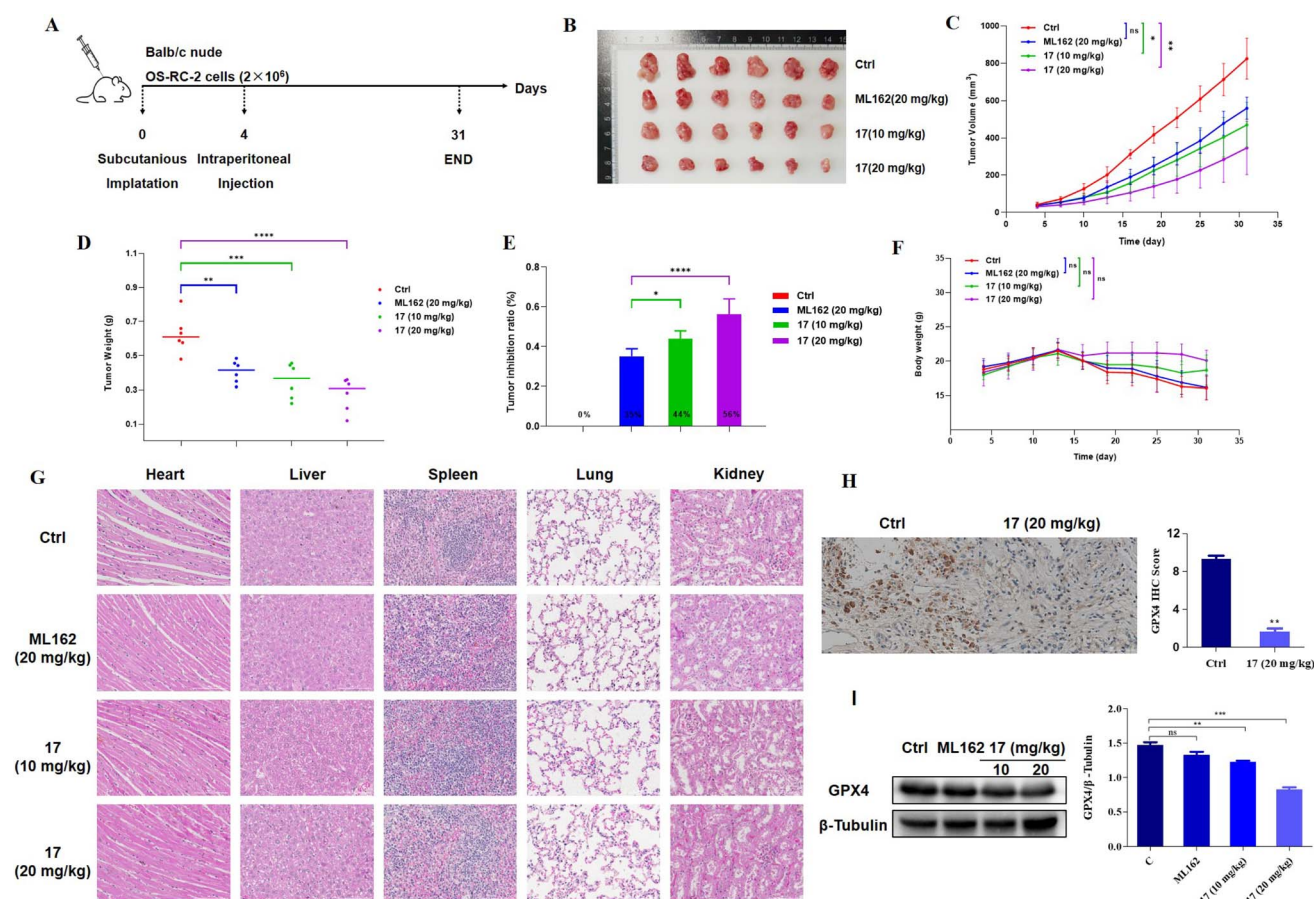 A
Balb/c nude
OS-RC-2 cells (2×10⁶)
Days
0
4
31
Subcutanious
Implatation
Intraperitoneal
Injection
END
B
Ctrl
ML162(20 mg/kg)
17(10 mg/kg)
17(20 mg/kg)
C
Ctrl
ML162 (20 mg/kg)
17 (10 mg/kg)
17 (20 mg/kg)
ns
*
**
Tumor Volume (mm³)
1000
800
600
400
200
0
0 5 10 15 20 25 30 35
Time (day)
D
****
***
**
Tumor Weight (g)
1.1
0.9
0.7
0.5
0.3
0.1
Ctrl
ML162 (20 mg/kg)
17 (10 mg/kg)
17 (20 mg/kg)
E
****
*
Tumor inhibition ratio (%)
0.8
0.6
0.4
0.2
0.0
0%
35%
44%
56%
Ctrl
ML162 (20 mg/kg)
17 (10 mg/kg)
17 (20 mg/kg)
F
Ctrl
ML162 (20 mg/kg)
17 (10 mg/kg)
17 (20 mg/kg)
ns
ns
ns
Body weight (g)
35
30
25
20
15
0 5 10 15 20 25 30 35
Time (day)
G
Heart Liver Spleen Lung Kidney
Ctrl
ML162
(20 mg/kg)
17
(10 mg/kg)
17
(20 mg/kg)
H
Ctrl
17 (20 mg/kg)
GPX4 IHC Score
12
8
4
0
**
Ctrl
17 (20 mg/kg)
I
Ctrl ML162 17 (mg/kg)
10 20
GPX4
β-Tubulin
GPX4/β -Tubulin
2.0
1.5
1.0
0.5
0.0
***
**
ns
C
ML162
17 (10 mg/kg)
17 (20 mg/kg)